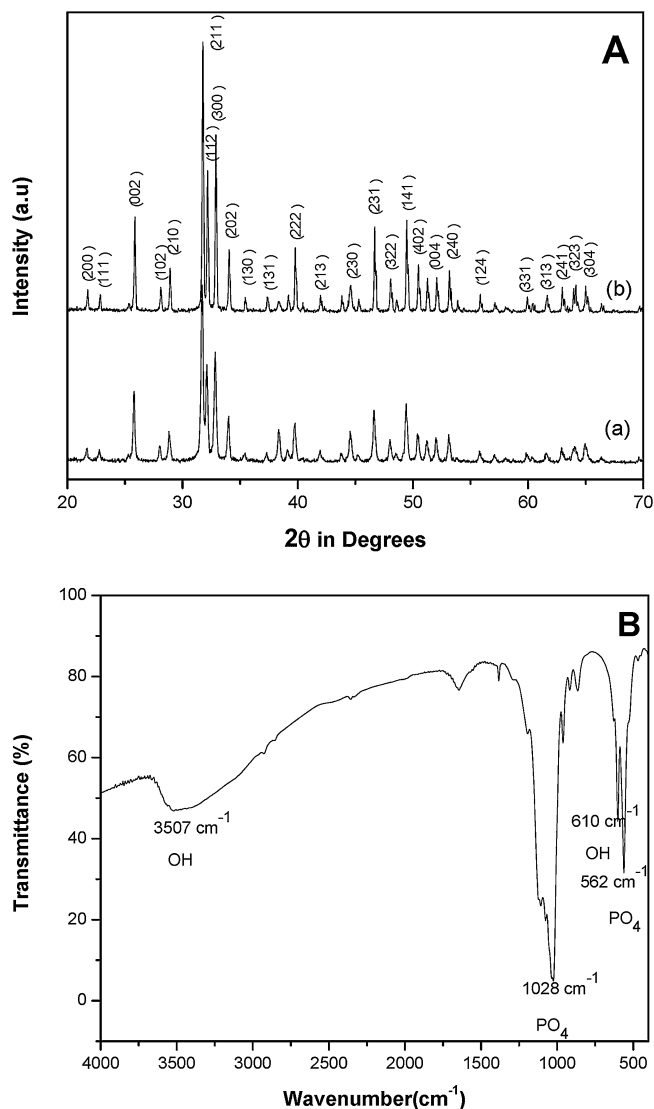 A
Intensity (a.u)
(200 )
(111 )
(002 )
(102 )
(210 )
(211 )
(112 )
(300 )
(202 )
(130 )
(131 )
(222 )
(213 )
(230 )
(231 )
(322 )
(141 )
(402 )
(004 )
(240 )
(124 )
(331 )
(313 )
(241 )
(323 )
(304 )
(b)
(a)
20 30 40 50 60 70
2θ in Degrees
B
Transmittance (%)
100
80
60
40
20
0
3507 cm⁻¹
OH
610 cm⁻¹
OH
562 cm⁻¹
PO₄
1028 cm⁻¹
PO₄
4000 3500 3000 2500 2000 1500 1000 500
Wavenumber(cm⁻¹)